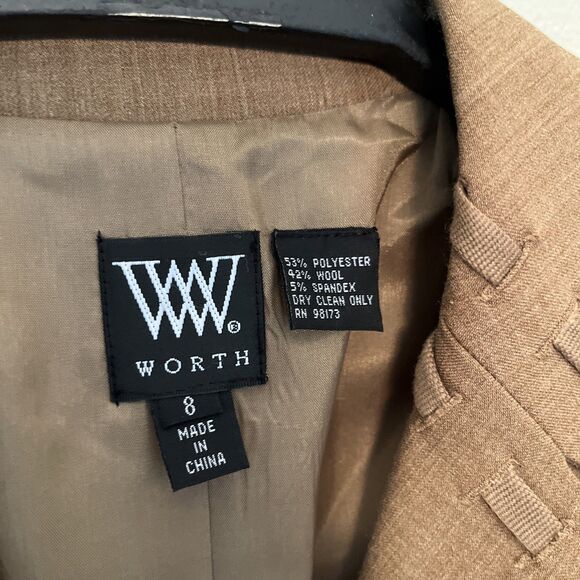 W
®
WORTH
8
MADE
IN
CHINA
53% POLYESTER
42% WOOL
5% SPANDEX
DRY CLEAN ONLY
RN 98173